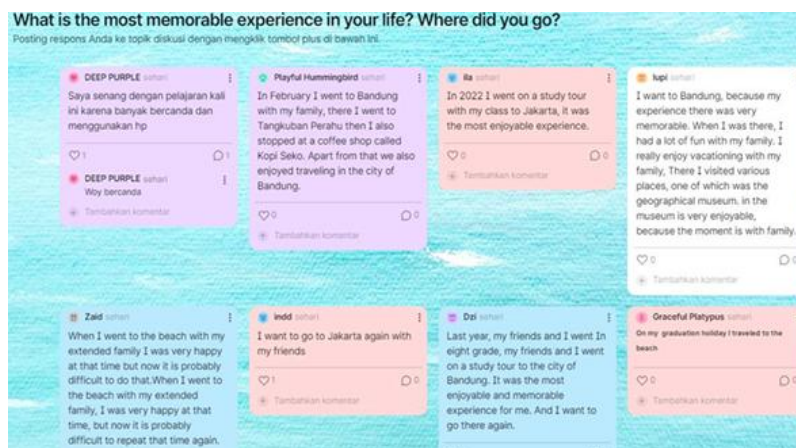 What is the most memorable experience in your life? Where did you go?
Posting respons Anda ke topik diskusi dengan mengklik tombol plus di bawah ini.
DEEP PURPLE sehari
Saya senang dengan pelajaran kali
ini karena banyak bercanda dan
menggunakan hp
1
1
DEEP PURPLE sehari
Woy bercanda
Tambahkan komentar
Playful Hummingbird sehari
In February I went to Bandung
with my family, there I went to
Tangkuban Perahu then I also
stopped at a coffee shop called
Kopi Seko. Apart from that we also
enjoyed traveling in the city of
Bandung.
0
0
Tambahkan komentar
ila sehari
In 2022 I went on a study tour
with my class to Jakarta, it was
the most enjoyable experience.
0
0
Tambahkan komentar
lupi sehari
I want to Bandung, because my
experience there was very
memorable. When I was there, I
had a lot of fun with my family. I
really enjoy vacationing with my
family, There I visited various
places, one of which was the
geographical museum. in the
museum is very enjoyable,
because the moment is with family.
0
0
Tambahkan komentar
Zaid sehari
When I went to the beach with my
extended family I was very happy
at that time but now it is probably
difficult to do that.When I went to
the beach with my extended
family, I was very happy at that
time, but now it is probably
difficult to repeat that time again.
indd sehari
I want to go to Jakarta again with
my friends
1
0
Tambahkan komentar
Dzi sehari
Last year, my friends and I went In
eight grade, my friends and I went
on a study tour to the city of
Bandung. It was the most
enjoyable and memorable
experience for me. And I want to
go there again.
Graceful Platypus sehari
On my graduation holiday I traveled to the
beach
0
0
Tambahkan komentar